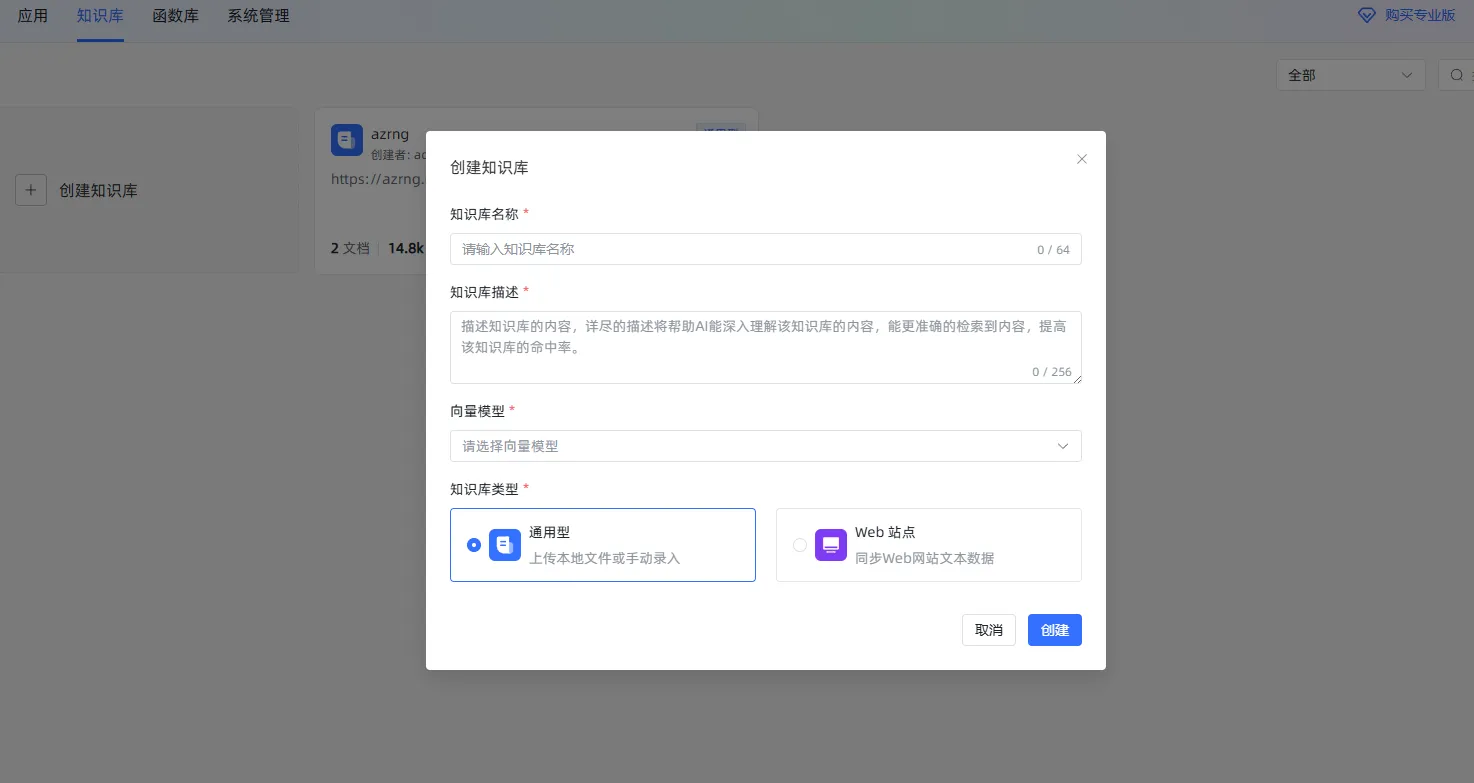 应用 知识库 函数库 系统管理 购买专业版
全部
azrng
创建者:
https://azrng.
创建知识库
2 文档 14.8k
创建知识库
知识库名称 *
请输入知识库名称 0 / 64
知识库描述 *
描述知识库的内容，详尽的描述将帮助AI能深入理解该知识库的内容，能更准确的检索到内容，提高
该知识库的命中率。
0 / 256
向量模型 *
请选择向量模型
知识库类型 *
通用型
上传本地文件或手动录入
Web 站点
同步Web网站文本数据
取消 创建